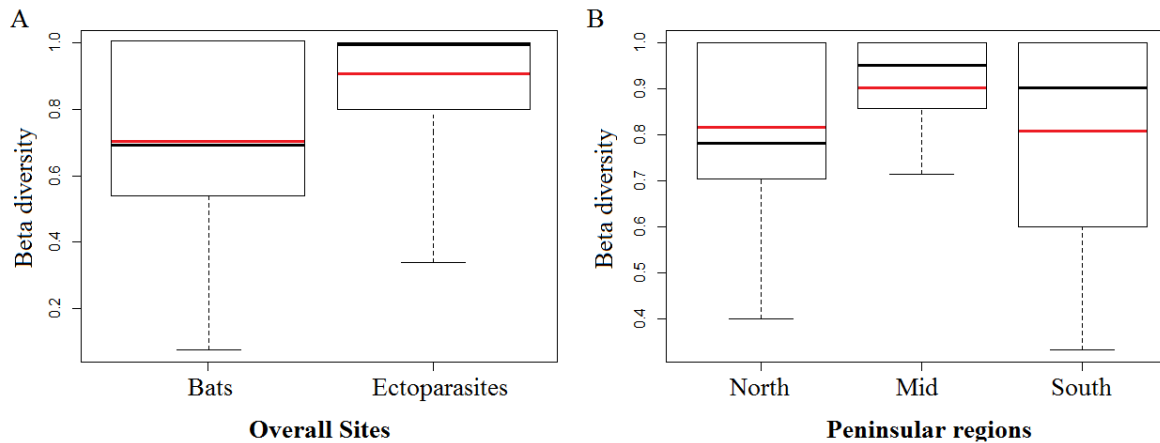 A
Beta diversity
1.0
0.8
0.6
0.4
0.2
Bats Ectoparasites
Overall Sites
B
Beta diversity
1.0
0.9
0.8
0.7
0.6
0.5
0.4
North Mid South
Peninsular regions